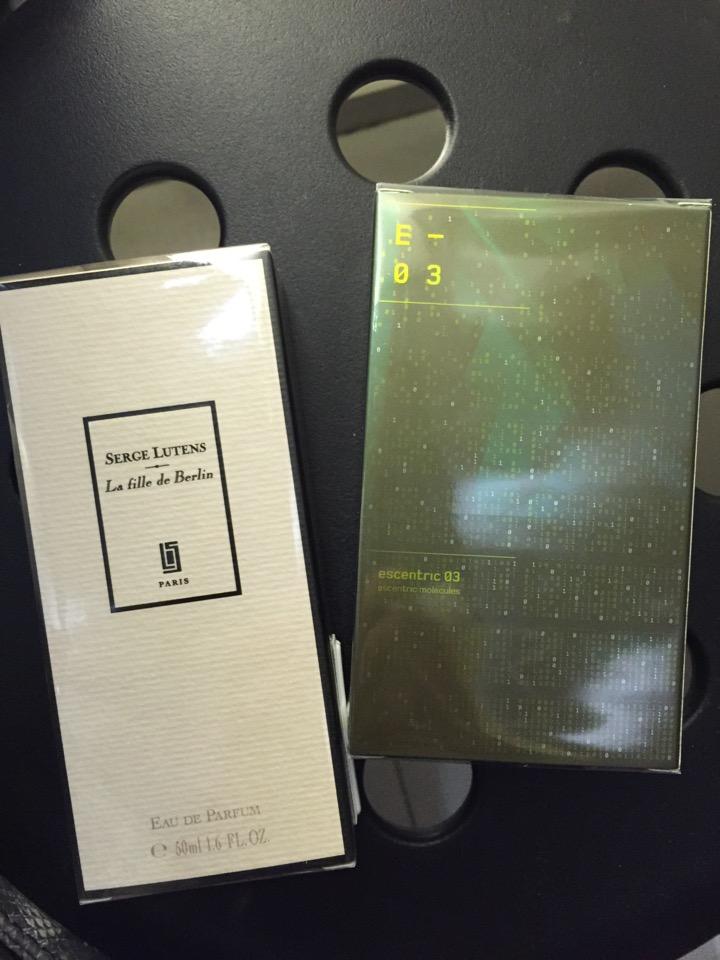 SERGE LUTENS
La fille de Berlin
PARIS
EAU DE PARFUM
e 50ml 1.6 FL. OZ.
E -
0 3
escentric 03
escentric molecules